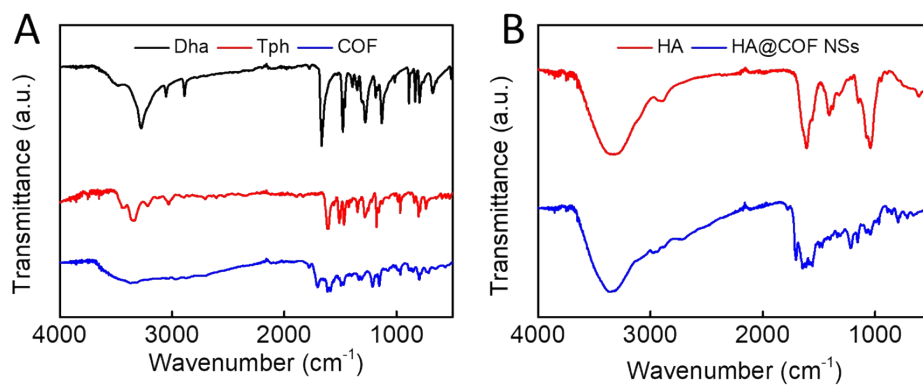 A
Dha Tph COF
Transmittance (a.u.)
4000 3000 2000 1000
Wavenumber (cm⁻¹)
B
HA HA@COF NSs
Transmittance (a.u.)
4000 3000 2000 1000
Wavenumber (cm⁻¹)